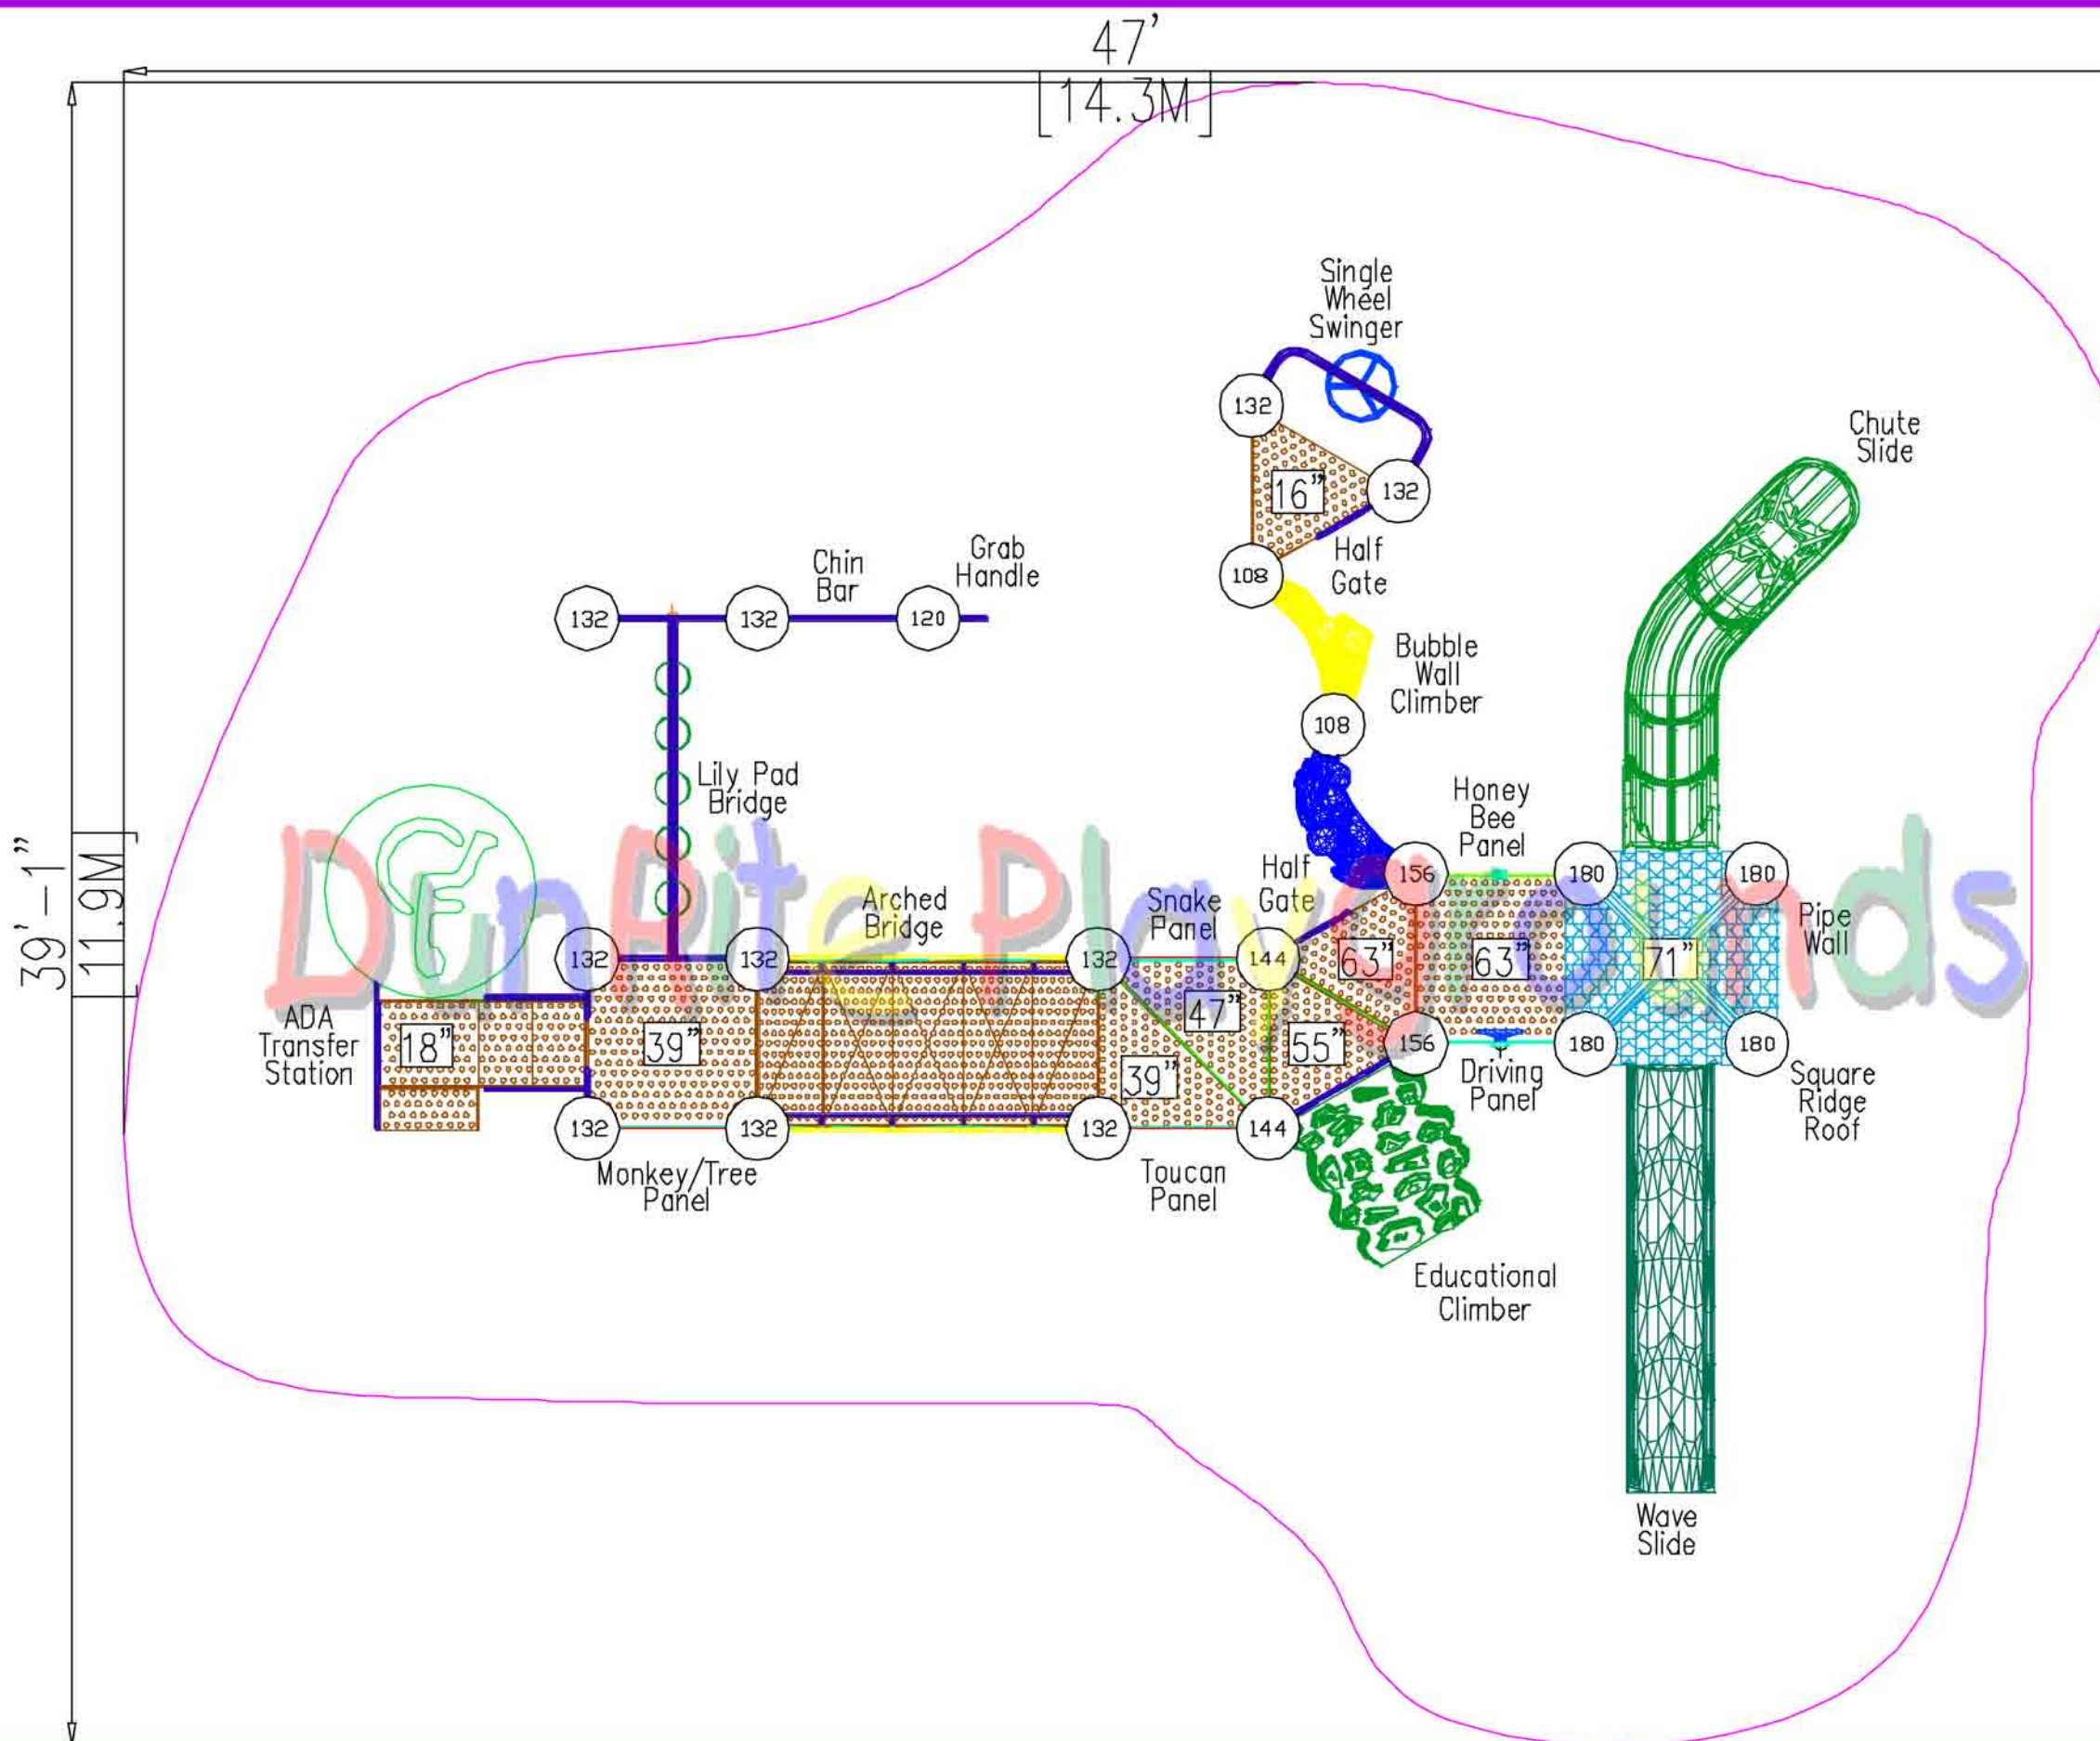 47'
[14.3M]
39'-1"
11.9M
Single
Wheel
Swinger
132
132
16"
108
Half
Gate
Chute
Slide
Chin
Bar
Grab
Handle
132
132
120
Bubble
Wall
Climber
108
Lily Pad
Bridge
Honey
Bee
Panel
DunRite Playgrounds
Half
Gate
156
180
180
Arched
Bridge
Snake
Panel
Pipe
Wall
132
132
132
144
63"
63"
71"
ADA
Transfer
Station
18"
39"
47"
39"
55"
156
180
180
Driving
Panel
Square
Ridge
Roof
132
132
132
144
Monkey/Tree
Panel
Toucan
Panel
Educational
Climber
Wave
Slide